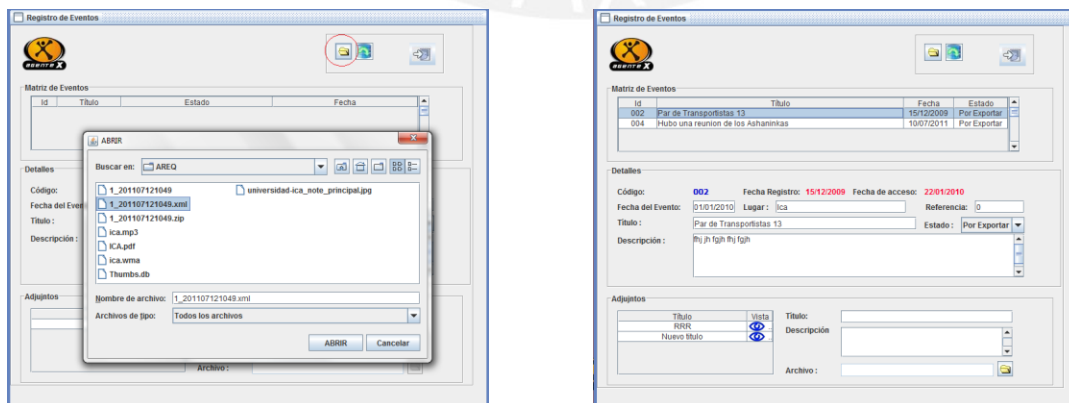 Registro de Eventos
agente X
Matriz de Eventos
Id Título Estado Fecha
ABRIR
Buscar en: AREQ
1_201107121049 universidad-ica_note_principal.jpg
1_201107121049.xml
1_201107121049.zip
ica.mp3
ICA.pdf
ica.wma
Thumbs.db
Nombre de archivo: 1_201107121049.xml
Archivos de tipo: Todos los archivos
ABRIR Cancelar
Detalles
Código:
Fecha del Even
Título :
Descripción :
Adjuntos
Archivo :
Registro de Eventos
agente X
Matriz de Eventos
Id Título Fecha Estado
002 Par de Transportistas 13 15/12/2009 Por Exportar
004 Hubo una reunion de los Ashaninkas 10/07/2011 Por Exportar
Detalles
Código: 002 Fecha Registro: 15/12/2009 Fecha de acceso: 22/01/2010
Fecha del Evento: 01/01/2010 Lugar : Ica Referencia: 0
Título : Par de Transportistas 13 Estado : Por Exportar
Descripción : fhj jh fgjh fhj fgjh
Adjuntos
Título Vista Título:
RRR Descripción
Nuevo titulo
Archivo :